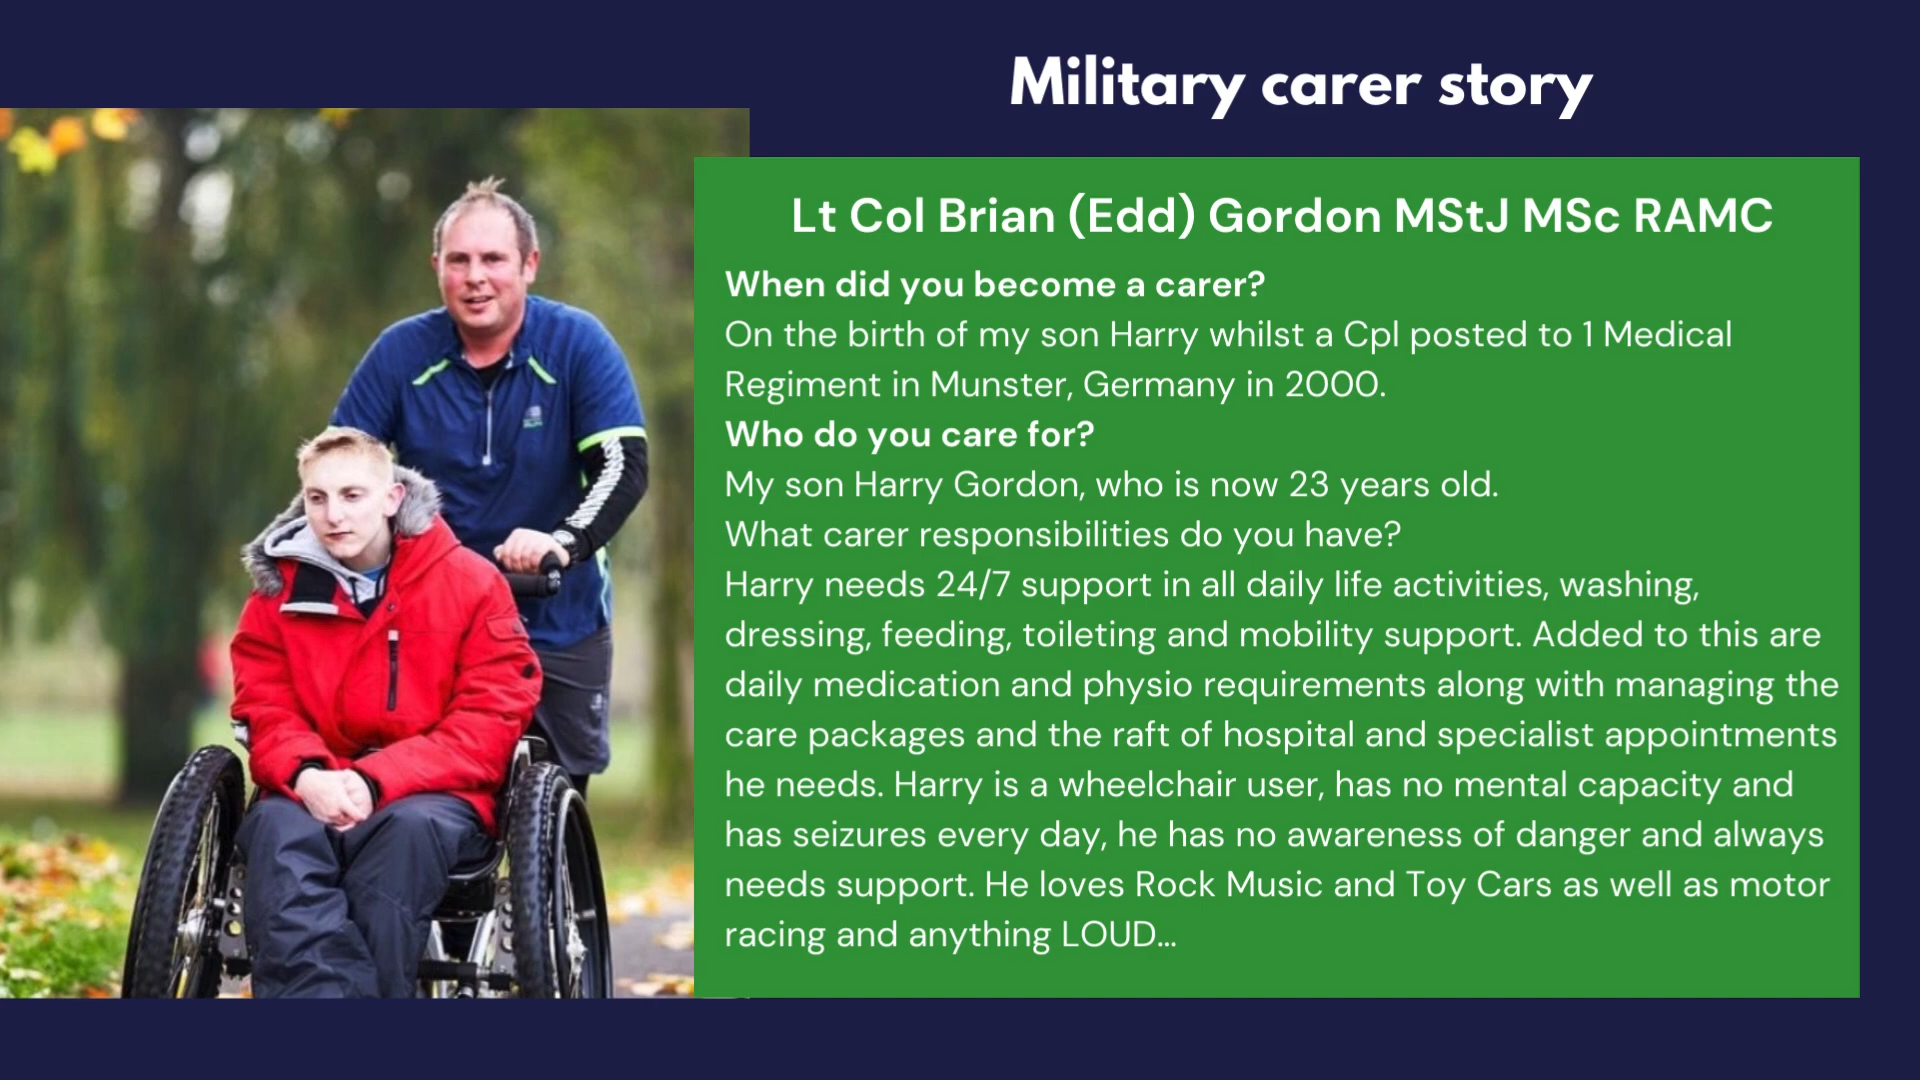 Military carer story
Lt Col Brian (Edd) Gordon MStJ MSc RAMC
When did you become a carer?
On the birth of my son Harry whilst a Cpl posted to 1 Medical
Regiment in Munster, Germany in 2000.
Who do you care for?
My son Harry Gordon, who is now 23 years old.
What carer responsibilities do you have?
Harry needs 24/7 support in all daily life activities, washing,
dressing, feeding, toileting and mobility support. Added to this are
daily medication and physio requirements along with managing the
care packages and the raft of hospital and specialist appointments
he needs. Harry is a wheelchair user, has no mental capacity and
has seizures every day, he has no awareness of danger and always
needs support. He loves Rock Music and Toy Cars as well as motor
racing and anything LOUD...